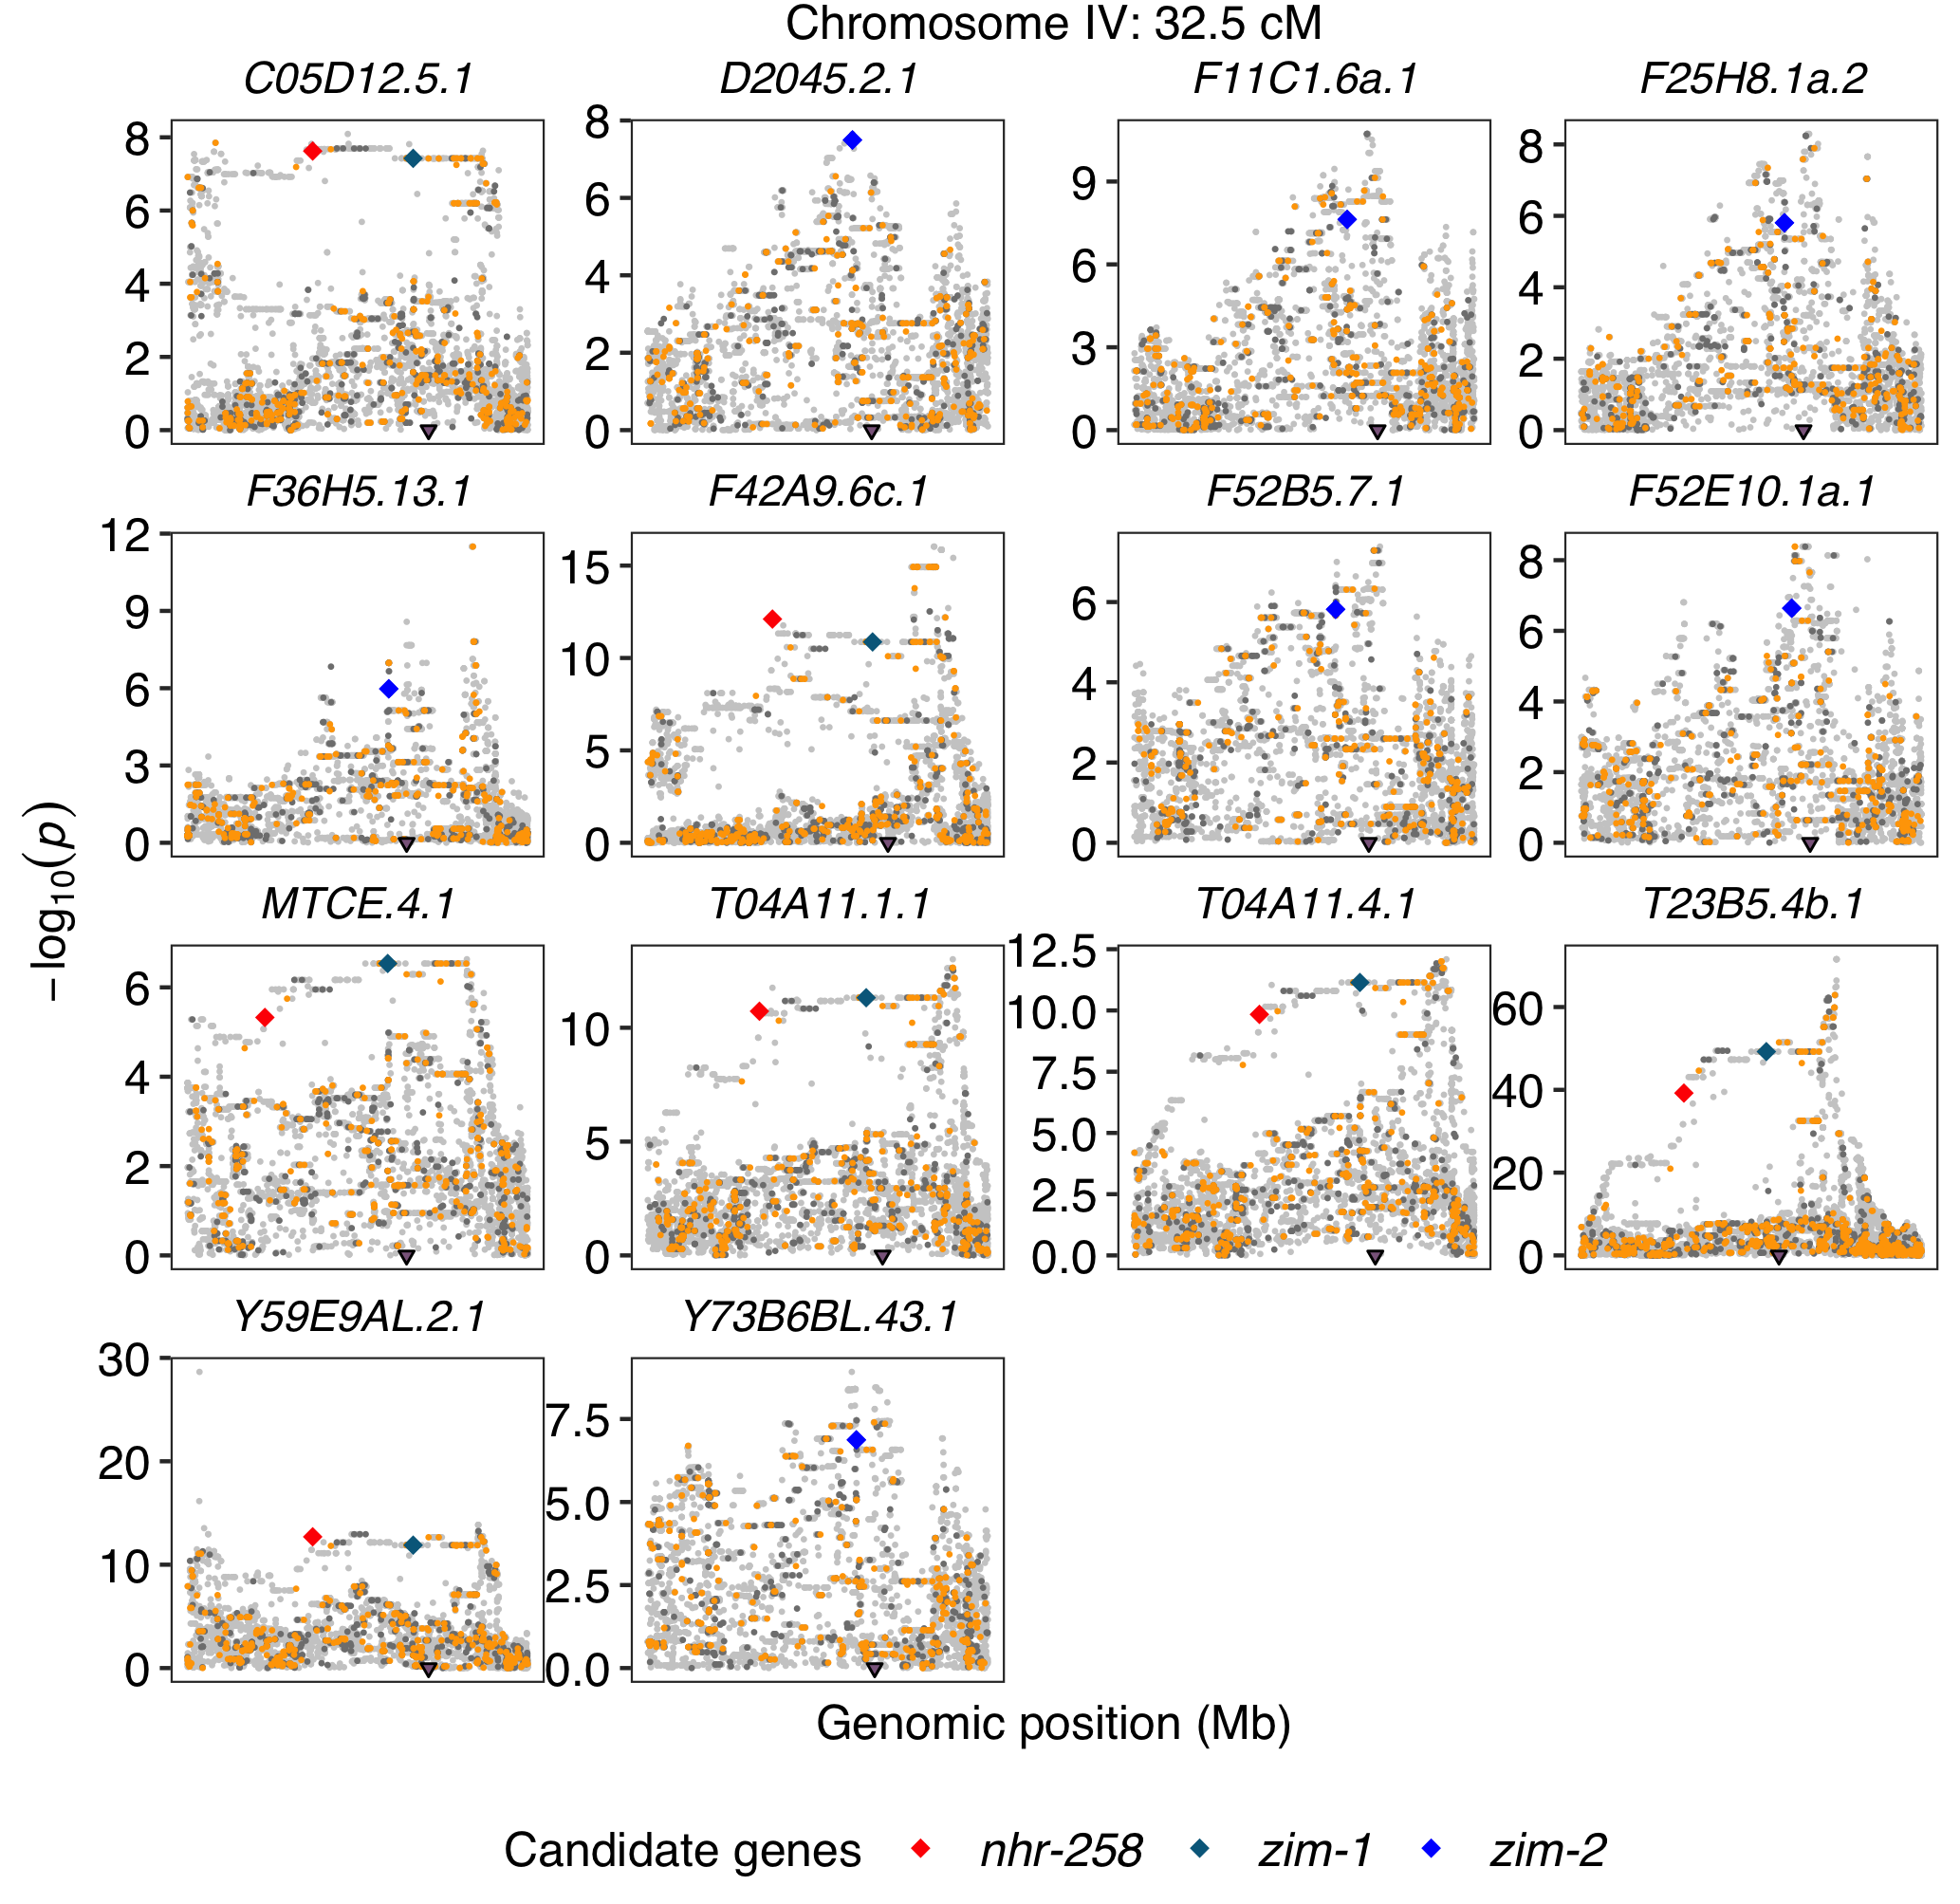 Chromosome IV: 32.5 cM
C05D12.5.1 D2045.2.1 F11C1.6a.1 F25H8.1a.2
8 6 4 2 0
8 6 4 2 0
9 6 3 0
8 6 4 2 0
F36H5.13.1 F42A9.6c.1 F52B5.7.1 F52E10.1a.1
12 9 6 3 0
15 10 5 0
6 4 2 0
8 6 4 2 0
−log10(p)
MTCE.4.1 T04A11.1.1 T04A11.4.1 T23B5.4b.1
6 4 2 0
10 5 0
12.5 10.0 7.5 5.0 2.5 0.0
60 40 20 0
Y59E9AL.2.1 Y73B6BL.43.1
30 20 10 0
7.5 5.0 2.5 0.0
Genomic position (Mb)
Candidate genes nhr-258 zim-1 zim-2